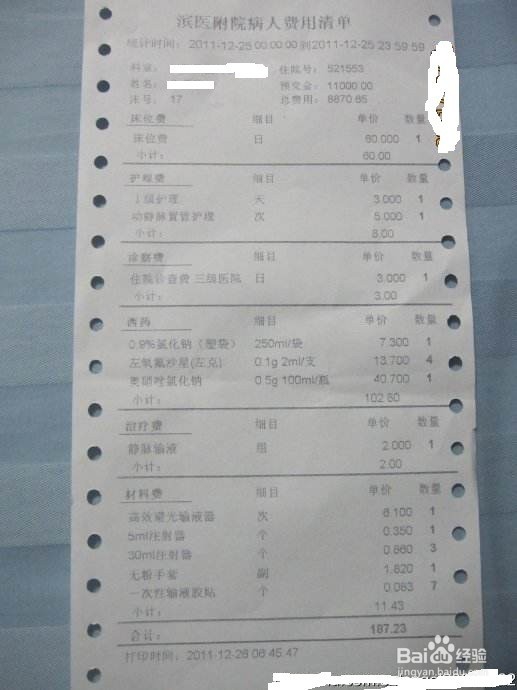 滨医附院病人费用清单
统计时间：2011-12-25 00:00:00 到2011-12-25 23:59:59
科室： 住院号：521553
姓名： 预交金：11000.00
床号：17 总费用：8870.65
床位费 细目 单价 数量
床位费 日 60.000 1
小计： 60.00
护理费 细目 单价 数量
I级护理 天 3.000 1
动静脉置管护理 次 5.000 1
小计： 8.00
诊察费 细目 单价 数量
住院诊查费 三级医院 日 3.000 1
小计： 3.00
西药 细目 单价 数量
0.9%氯化钠（塑袋） 250ml/袋 7.300 1
左氧氟沙星(左克) 0.1g 2ml/支 13.700 4
奥硝唑氯化钠 0.5g 100ml/瓶 40.700 1
小计： 102.80
治疗费 细目 单价 数量
静脉输液 组 2.000 1
小计： 2.00
材料费 细目 单价 数量
高效避光输液器 次 6.100 1
5ml注射器 个 0.350 1
30ml注射器 个 0.860 3
无粉手套 副 1.820 1
一次性输液胶贴 个 0.083 7
小计： 11.43
合计： 187.23
打印时间：2011-12-26 06:45:47
Baidu经验
jingyan.baidu.com